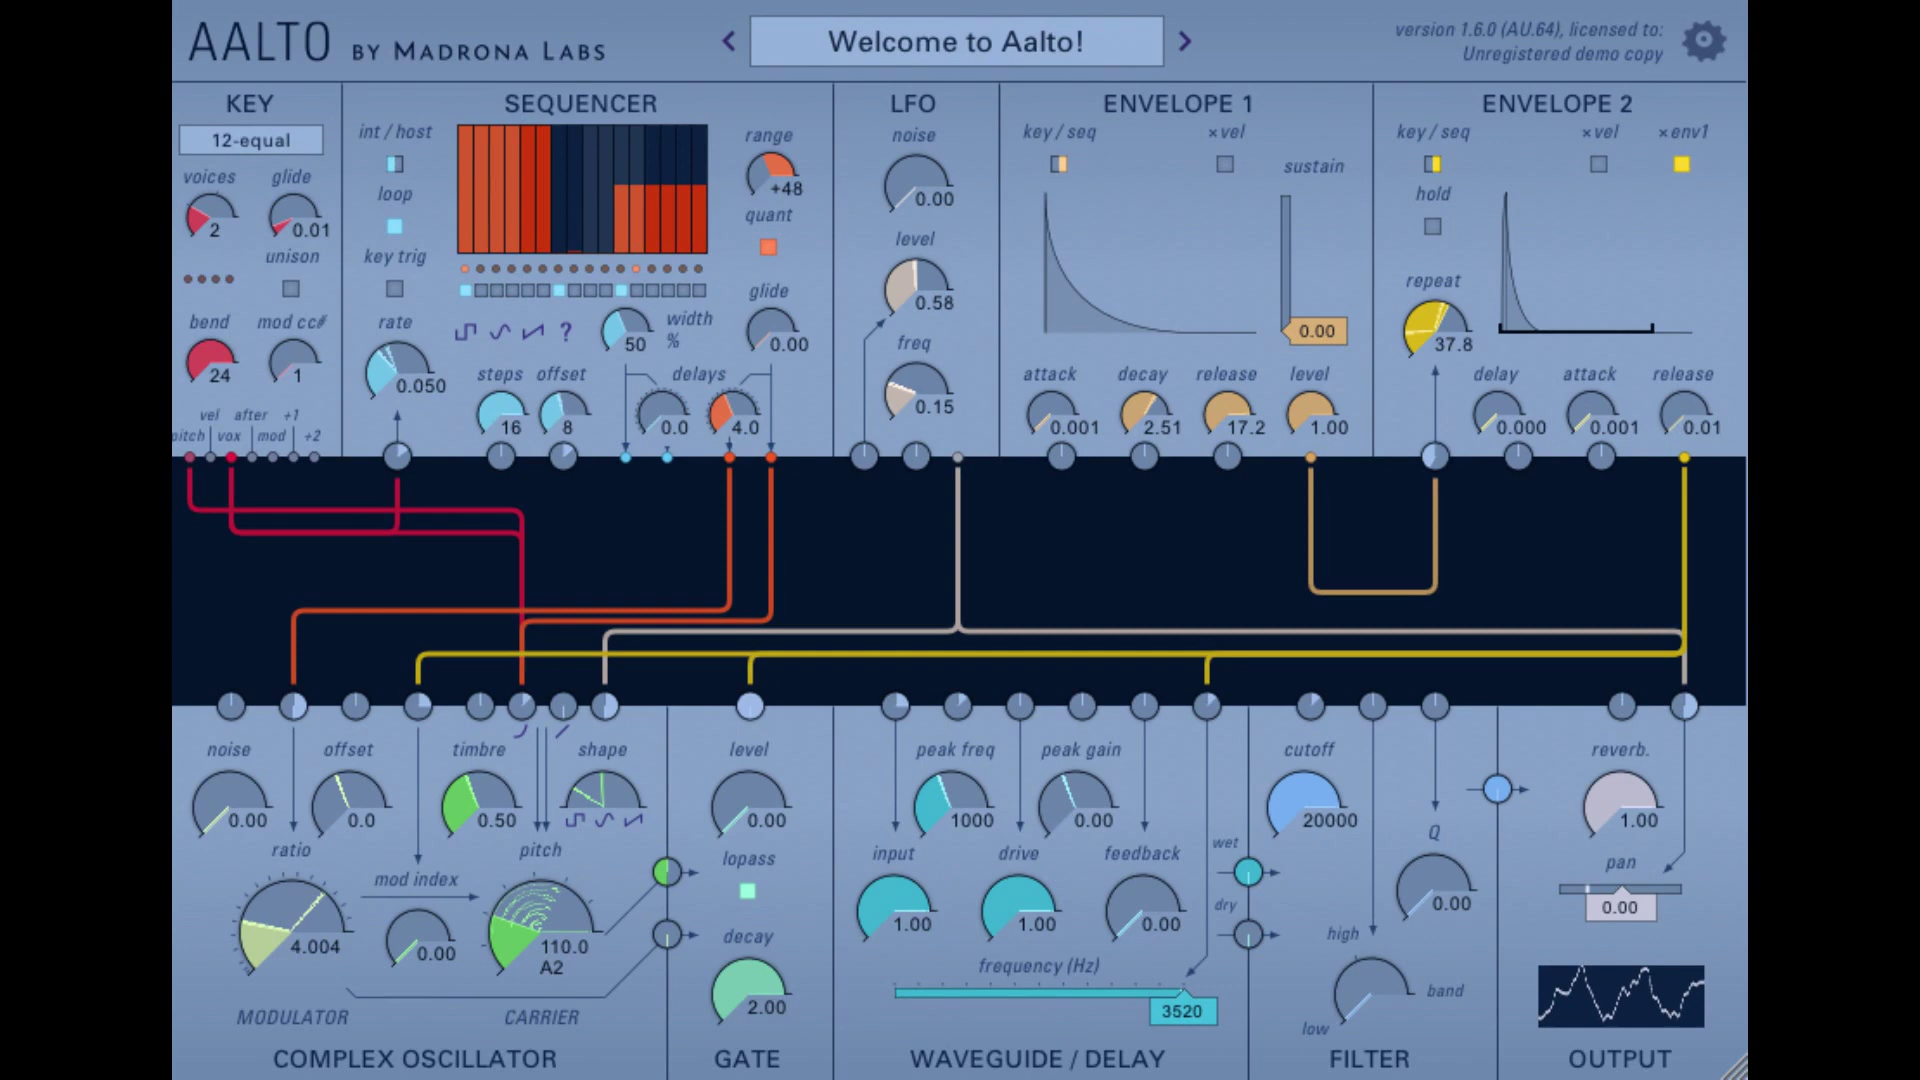 AALTO BY MADRONA LABS
Welcome to Aalto!
version 1.6.0 (AU.64), licensed to:
Unregistered demo copy
KEY
12-equal
voices glide
2 0.01
unison
bend mod cc#
24 1
vel after +1
pitch vox mod +2
SEQUENCER
int / host
loop
key trig
rate
0.050
range
+48
quant
glide
0.00
? width
%
50
steps offset delays
16 8 0.0 4.0
LFO
noise
0.00
level
0.58
freq
0.15
ENVELOPE 1
key / seq ×vel
sustain
0.00
attack decay release level
0.001 2.51 17.2 1.00
ENVELOPE 2
key / seq ×vel ×env1
hold
repeat
37.8
delay attack release
0.000 0.001 0.01
noise offset timbre shape
0.00 0.0 0.50
ratio pitch
mod index
4.004 0.00 110.0
A2
MODULATOR CARRIER
COMPLEX OSCILLATOR
level
0.00
lopass
decay
2.00
GATE
peak freq peak gain
1000 0.00
input drive feedback
1.00 1.00 0.00
wet
dry
frequency (Hz)
3520
WAVEGUIDE / DELAY
cutoff
20000
Q
0.00
high
band
low
FILTER
reverb.
1.00
pan
0.00
OUTPUT